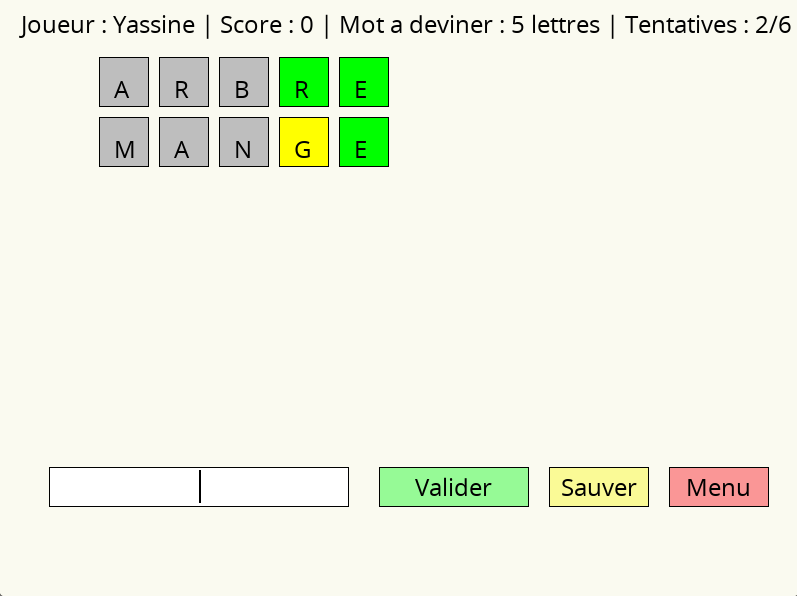 Joueur : Yassine | Score : 0 | Mot a deviner : 5 lettres | Tentatives : 2/6
A R B R E
M A N G E
Valider Sauver Menu